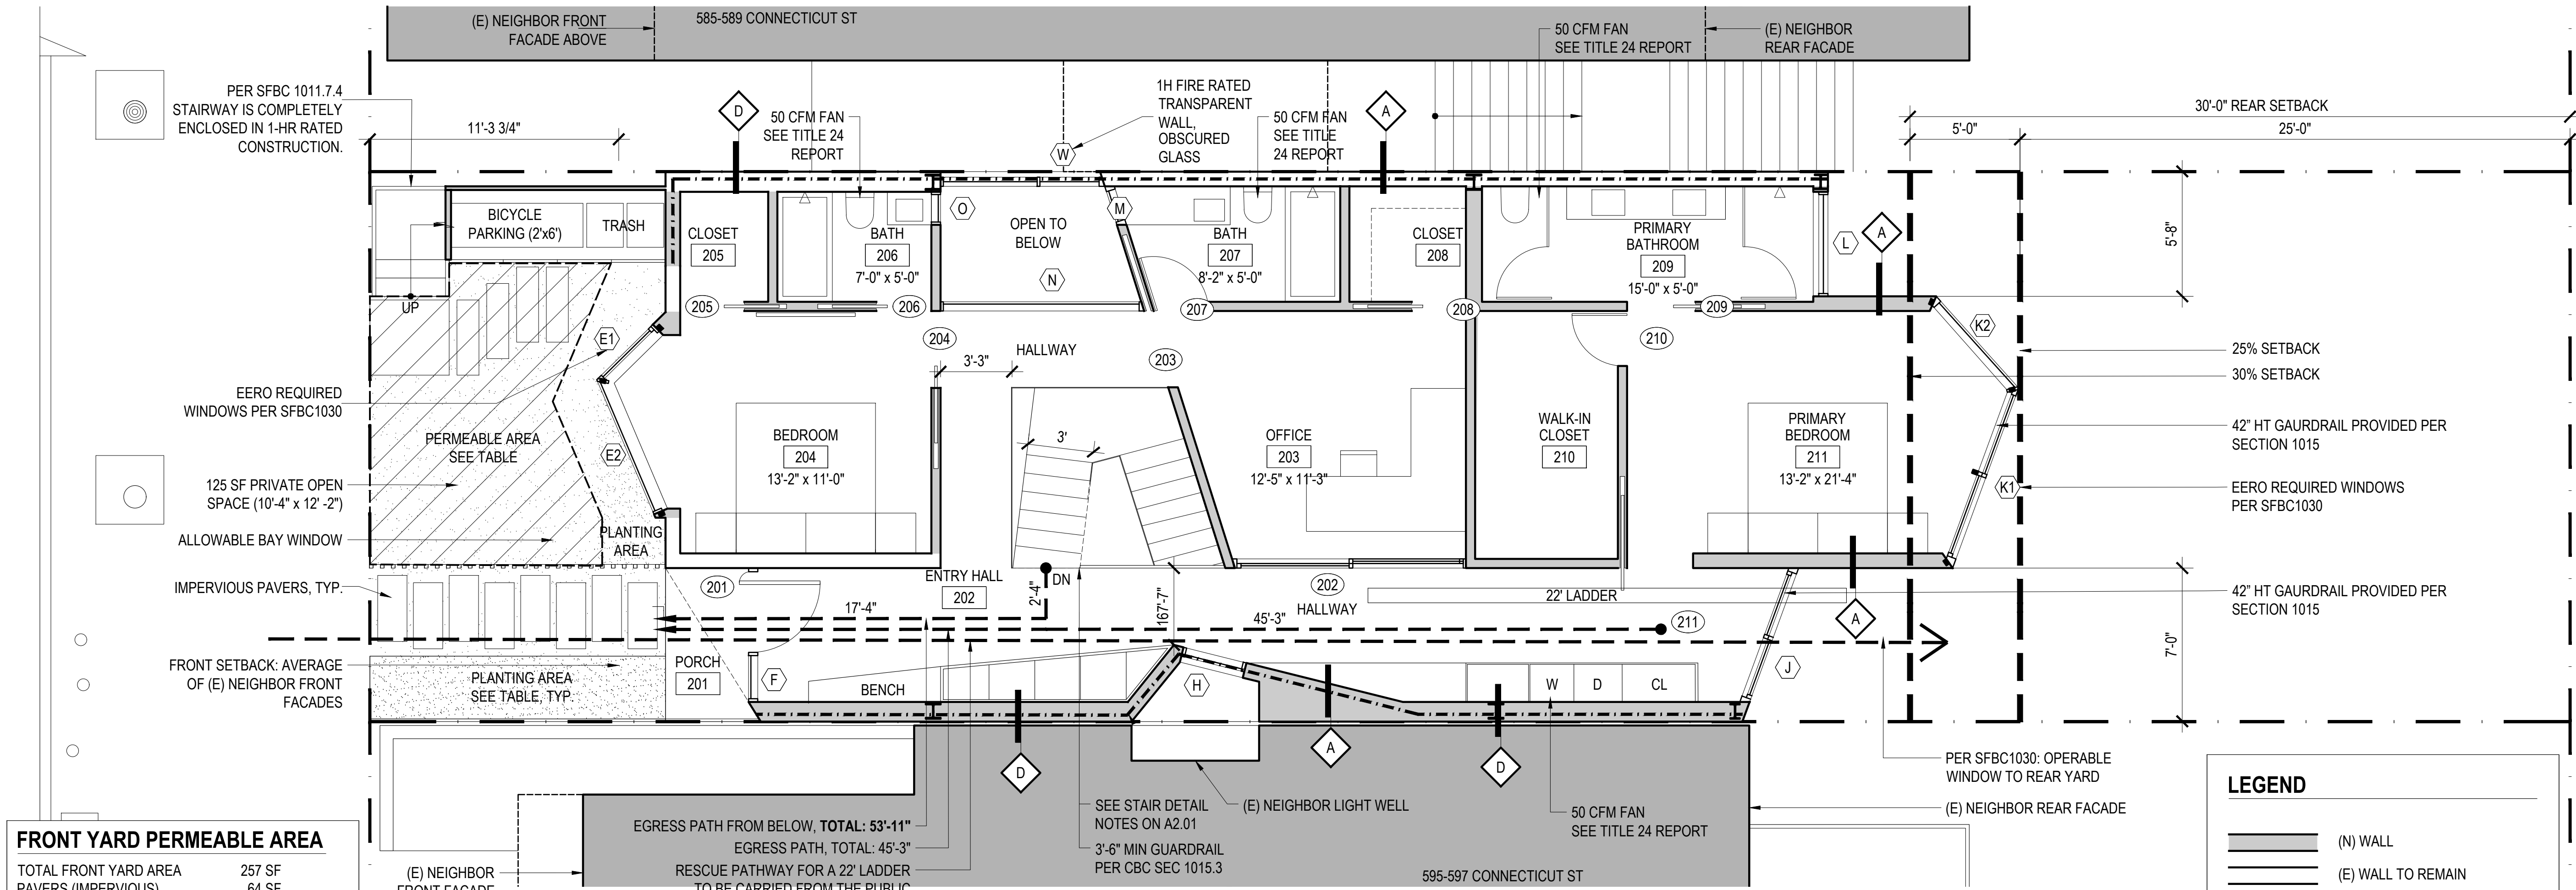 (E) NEIGHBOR FRONT
FACADE ABOVE
585-589 CONNECTICUT ST
50 CFM FAN
SEE TITLE 24 REPORT
(E) NEIGHBOR
REAR FACADE
PER SFBC 1011.7.4
STAIRWAY IS COMPLETELY
ENCLOSED IN 1-HR RATED
CONSTRUCTION.
11'-3 3/4"
D
50 CFM FAN
SEE TITLE 24
REPORT
1H FIRE RATED
TRANSPARENT
WALL,
OBSCURED
GLASS
W
50 CFM FAN
SEE TITLE
24 REPORT
A
30'-0" REAR SETBACK
5'-0"
25'-0"
BICYCLE
PARKING (2'x6')
TRASH
CLOSET
205
BATH
206
7'-0" x 5'-0"
O
OPEN TO
BELOW
N
M
BATH
207
8'-2" x 5'-0"
CLOSET
208
PRIMARY
BATHROOM
209
15'-0" x 5'-0"
L
A
5'-8"
UP
205
206
207
208
209
E1
204
3'-3"
HALLWAY
203
210
K2
25% SETBACK
30% SETBACK
EERO REQUIRED
WINDOWS PER SFBC1030
PERMEABLE AREA
SEE TABLE
E2
BEDROOM
204
13'-2" x 11'-0"
3'
OFFICE
203
12'-5" x 11'-3"
WALK-IN
CLOSET
210
PRIMARY
BEDROOM
211
13'-2" x 21'-4"
42" HT GAURDRAIL PROVIDED PER
SECTION 1015
K1
EERO REQUIRED WINDOWS
PER SFBC1030
125 SF PRIVATE OPEN
SPACE (10'-4" x 12' -2")
ALLOWABLE BAY WINDOW
PLANTING
AREA
IMPERVIOUS PAVERS, TYP.
201
ENTRY HALL
202
DN
2'-4"
17'-4"
167'-7"
202
HALLWAY
45'-3"
22' LADDER
211
A
42" HT GAURDRAIL PROVIDED PER
SECTION 1015
7'-0"
FRONT SETBACK: AVERAGE
OF (E) NEIGHBOR FRONT
FACADES
PLANTING AREA
SEE TABLE, TYP.
PORCH
201
F
BENCH
H
W
D
CL
J
D
A
D
PER SFBC1030: OPERABLE
WINDOW TO REAR YARD
(E) NEIGHBOR REAR FACADE
SEE STAIR DETAIL
NOTES ON A2.01
(E) NEIGHBOR LIGHT WELL
50 CFM FAN
SEE TITLE 24 REPORT
EGRESS PATH FROM BELOW, TOTAL: 53'-11"
EGRESS PATH, TOTAL: 45'-3"
RESCUE PATHWAY FOR A 22' LADDER
TO BE CARRIED FROM THE PUBLIC
3'-6" MIN GUARDRAIL
PER CBC SEC 1015.3
595-597 CONNECTICUT ST
(E) NEIGHBOR
FRONT FACADE
FRONT YARD PERMEABLE AREA
TOTAL FRONT YARD AREA 257 SF
PAVERS (IMPERVIOUS) 64 SF
LEGEND
(N) WALL
(E) WALL TO REMAIN